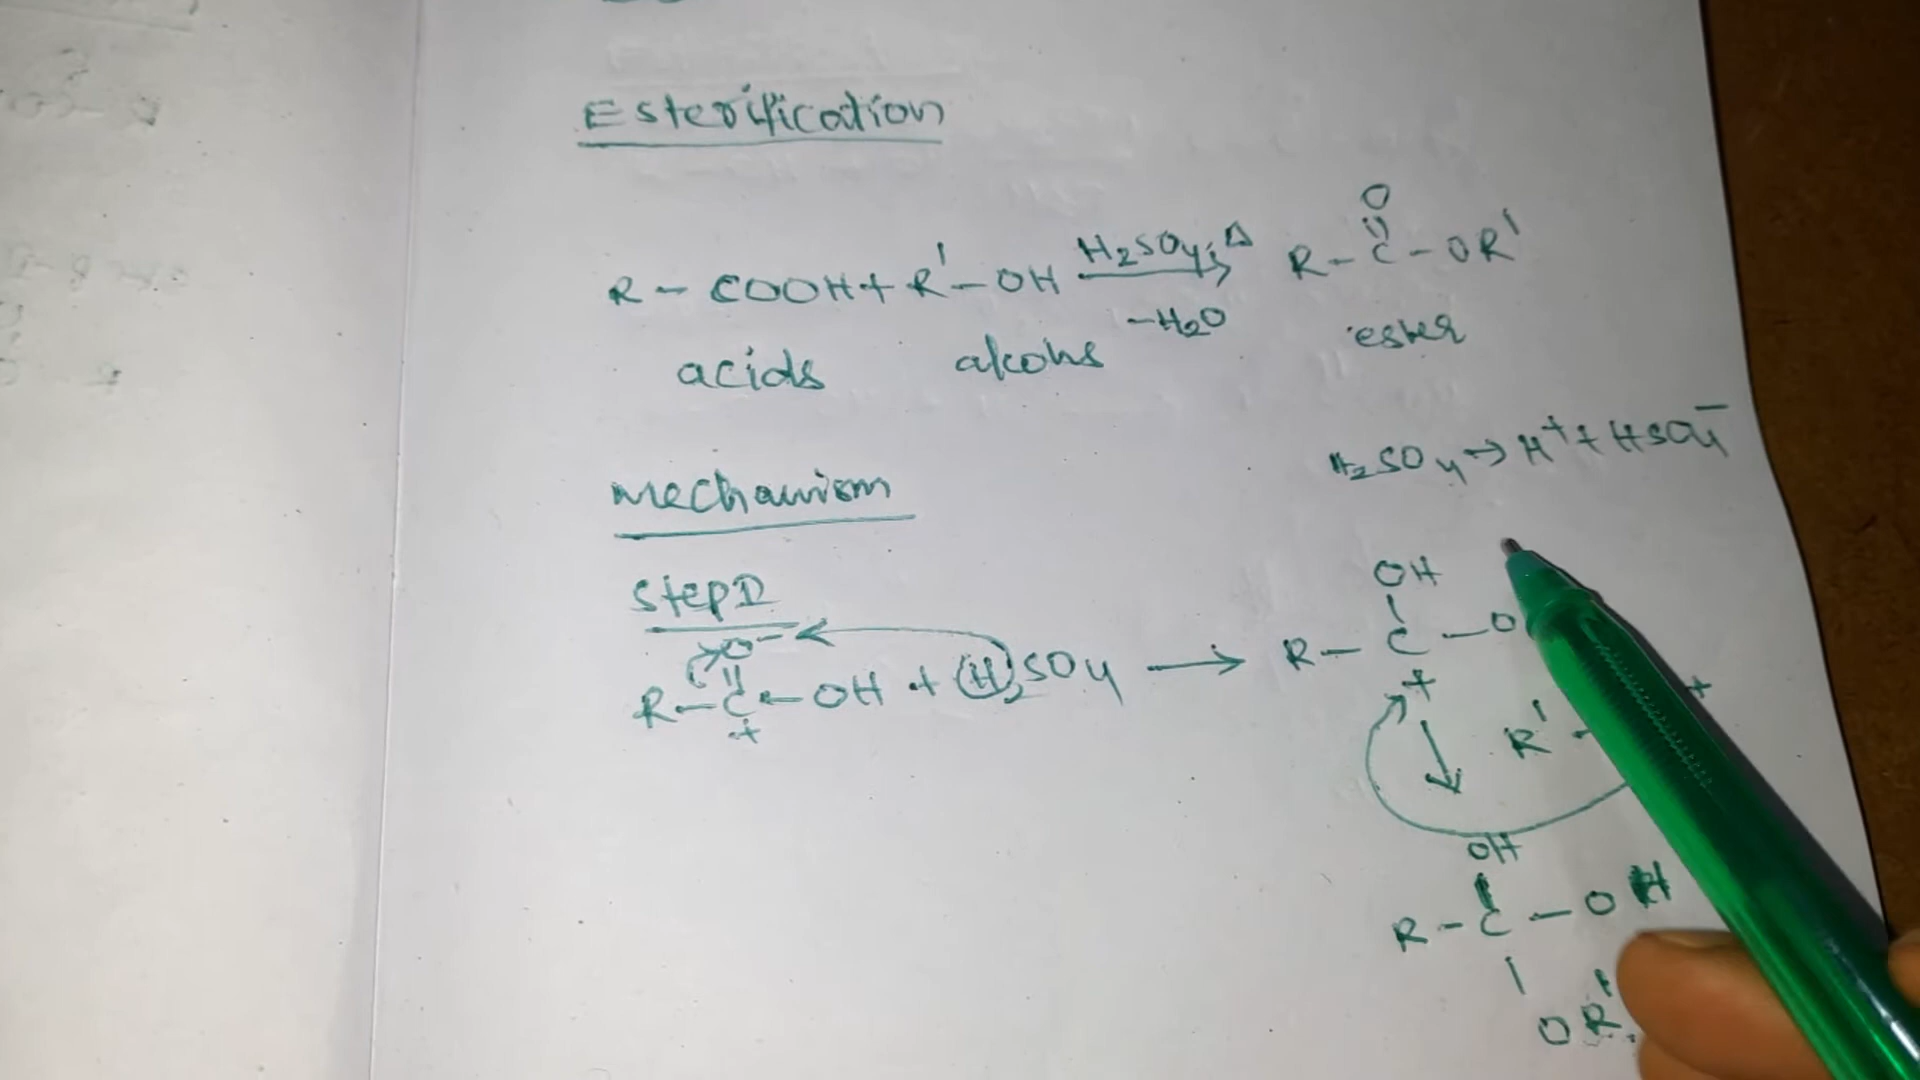 Esterification
O
||
R - COOH + R' - OH H2SO4, Δ → R - C - OR'
-H2O
acids alcohs ester
H2SO4 → H+ + HSO4-
Mechanism
Step I
O- OH
|| |
R - C - OH + H2SO4 → R - C - O
+ +
R' - +
↓
OH
|
R - C - OH
|
OR'